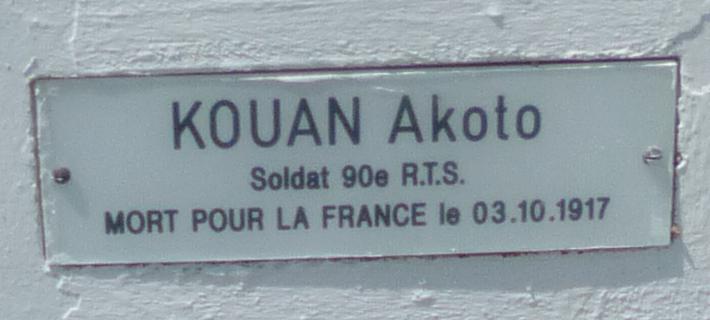 KOUAN Akoto
Soldat 90e R.T.S.
MORT POUR LA FRANCE le 03.10.1917